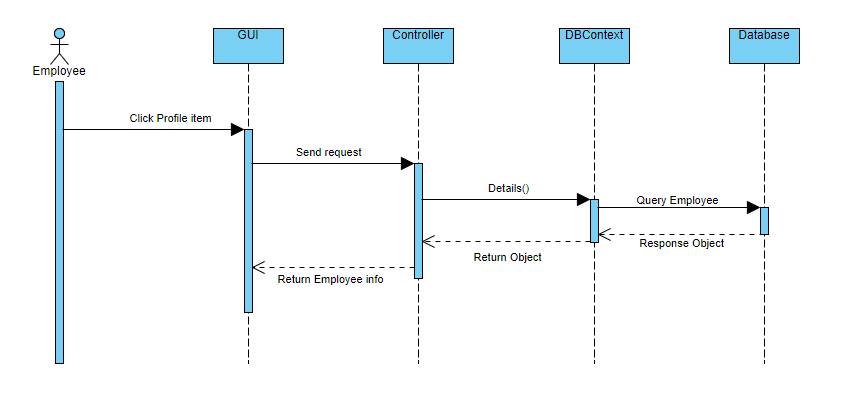 GUI
Controller
DBContext
Database
Employee
Click Profile item
Send request
Details()
Query Employee
Response Object
Return Object
Return Employee info